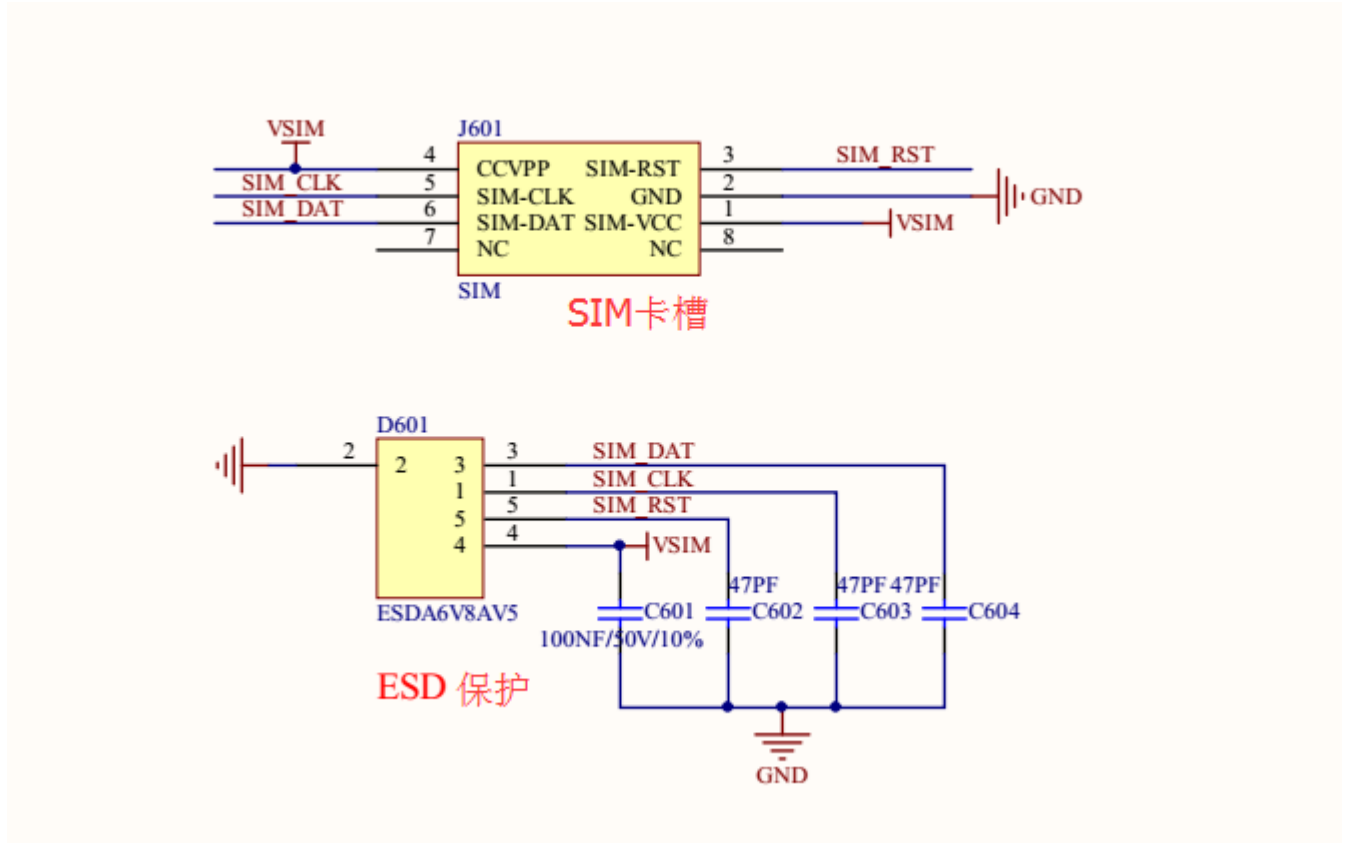 VSIM
J601
4 CCVPP SIM-RST 3 SIM_RST
SIM_CLK 5 SIM-CLK GND 2 GND
SIM_DAT 6 SIM-DAT SIM-VCC 1 VSIM
7 NC NC 8
SIM
SIM卡槽
D601
2 2 3 3 SIM_DAT
1 1 SIM_CLK
5 5 SIM_RST
4 4 VSIM
47PF 47PF 47PF
ESDA6V8AV5 C601 C602 C603 C604
100NF/50V/10%
ESD 保护
GND